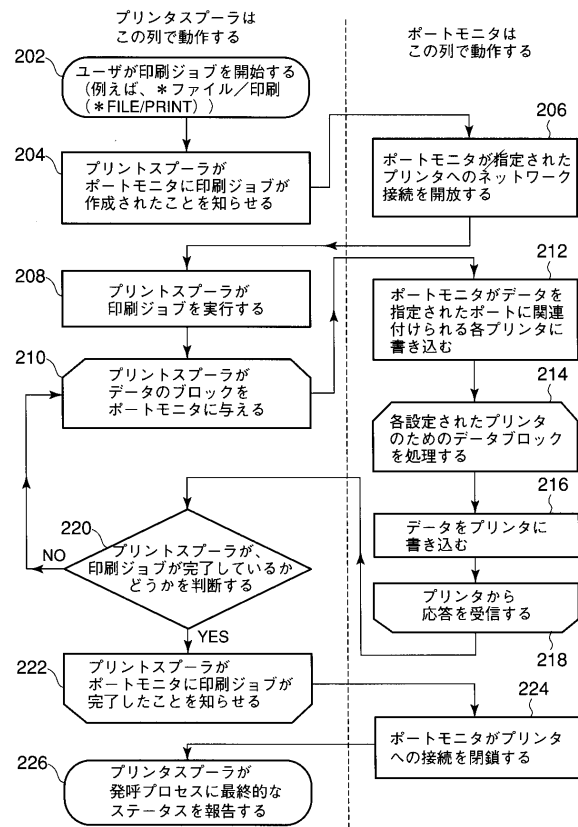 プリンタスプーラは
この列で動作する
ポートモニタは
この列で動作する
202
ユーザが印刷ジョブを開始する
(例えば、*ファイル/印刷
(*FILE/PRINT))
204
プリントスプーラが
ポートモニタに印刷ジョブが
作成されたことを知らせる
206
ポートモニタが指定された
プリンタへのネットワーク
接続を開放する
208
プリントスプーラが
印刷ジョブを実行する
210
プリントスプーラが
データのブロックを
ポートモニタに与える
212
ポートモニタがデータを
指定されたポートに関連
付けられる各プリンタに
書き込む
214
各設定されたプリンタ
のためのデータブロック
を処理する
216
データをプリンタに
書き込む
プリンタから
応答を受信する
218
220
NO
プリントスプーラが、
印刷ジョブが完了しているか
どうかを判断する
YES
222
プリントスプーラが
ポートモニタに印刷ジョブが
完了したことを知らせる
224
ポートモニタがプリンタ
への接続を閉鎖する
226
プリンタスプーラが
発呼プロセスに最終的な
ステータスを報告する